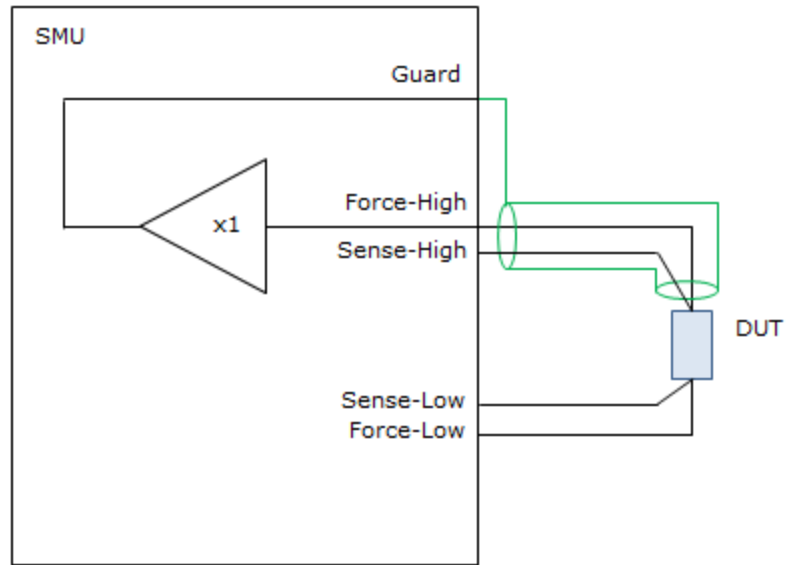 SMU
Guard
Force-High
x1
Sense-High
DUT
Sense-Low
Force-Low